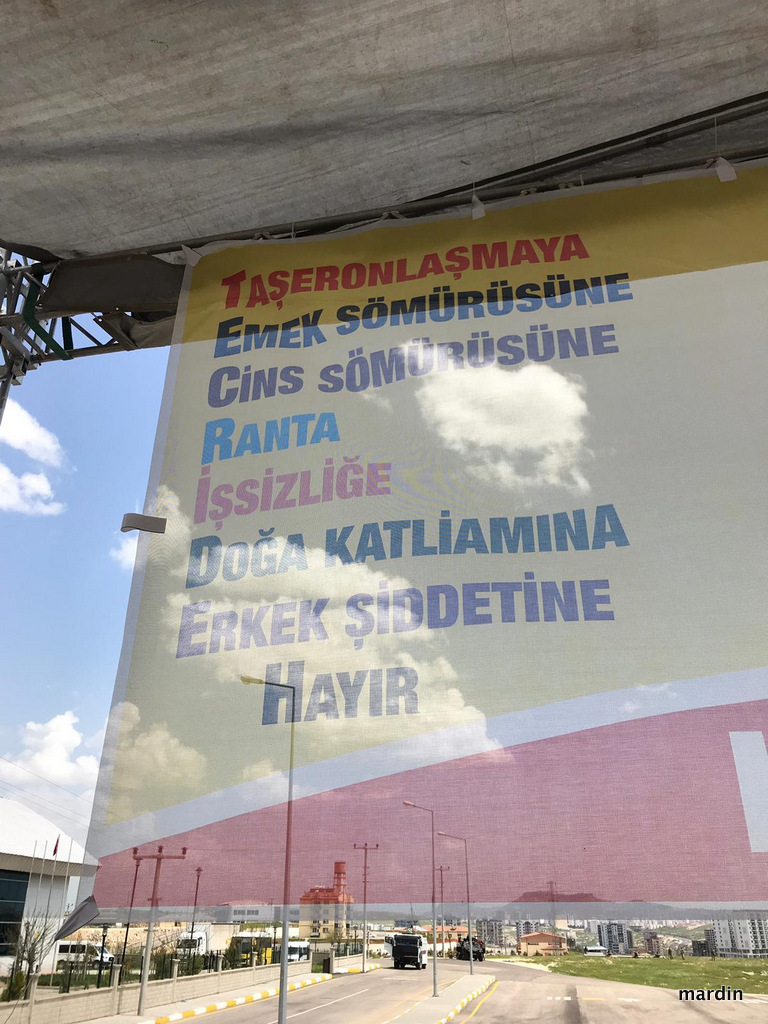 TAŞERONLAŞMAYA
EMEK SÖMÜRÜSÜNE
CİNS SÖMÜRÜSÜNE
RANTA
İŞSİZLİĞE
DOĞA KATLİAMINA
ERKEK ŞİDDETİNE
HAYIR
mardin